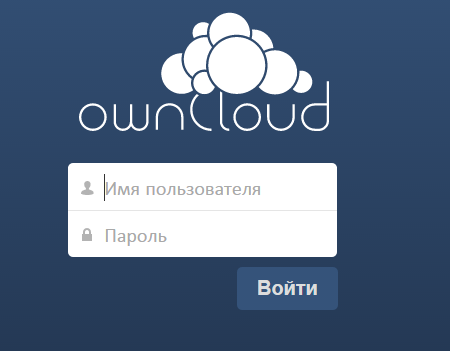 ownCloud
Имя пользователя
Пароль
Войти